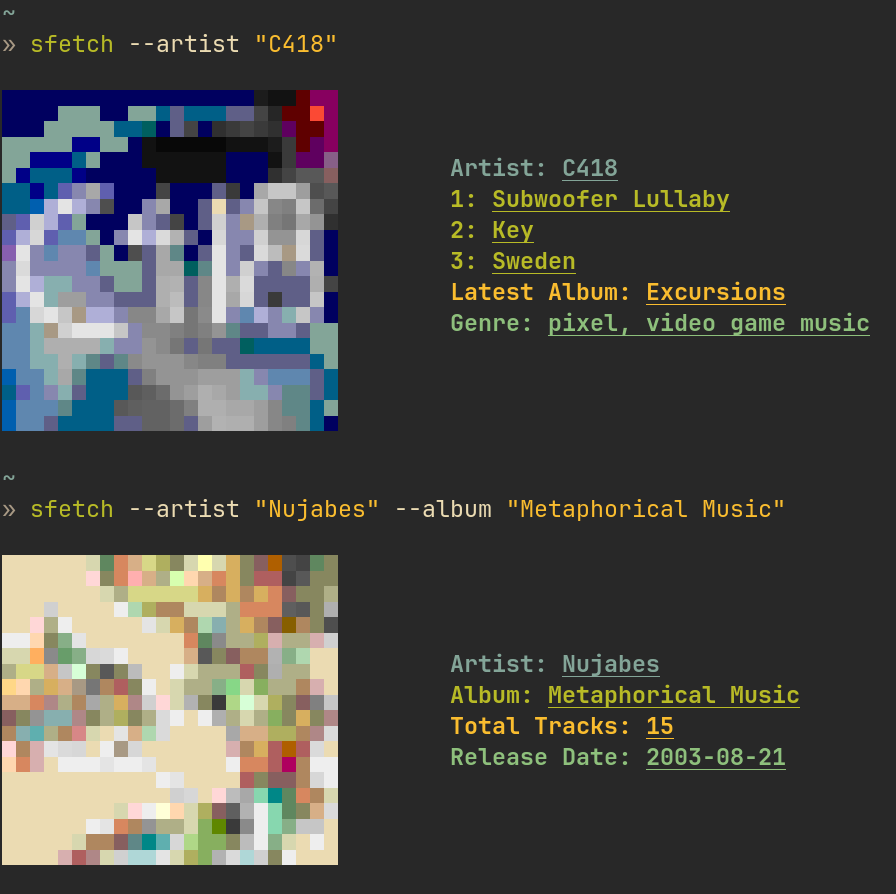 ~
» sfetch --artist "C418"
Artist: C418
1: Subwoofer Lullaby
2: Key
3: Sweden
Latest Album: Excursions
Genre: pixel, video game music
~
» sfetch --artist "Nujabes" --album "Metaphorical Music"
Artist: Nujabes
Album: Metaphorical Music
Total Tracks: 15
Release Date: 2003-08-21